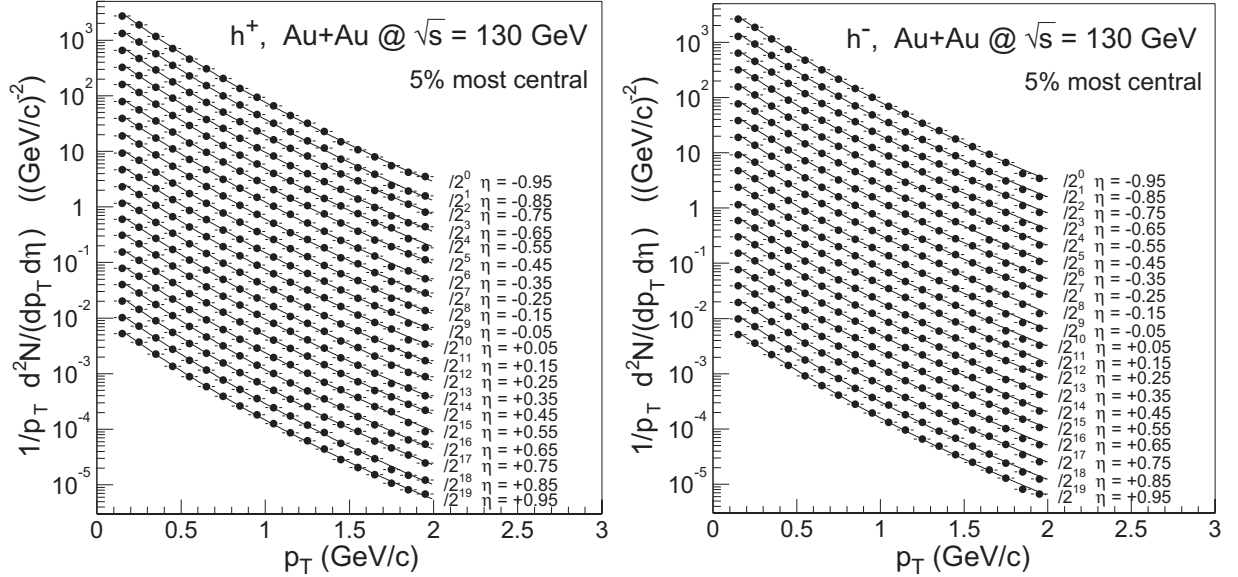 h⁺, Au+Au @ √s = 130 GeV
5% most central
1/p_T d²N/(dp_T dη) ((GeV/c)⁻²)
10³
10²
10
1
10⁻¹
10⁻²
10⁻³
10⁻⁴
10⁻⁵
/2⁰ η = -0.95
/2¹ η = -0.85
/2² η = -0.75
/2³ η = -0.65
/2⁴ η = -0.55
/2⁵ η = -0.45
/2⁶ η = -0.35
/2⁷ η = -0.25
/2⁸ η = -0.15
/2⁹ η = -0.05
/2¹⁰ η = +0.05
/2¹¹ η = +0.15
/2¹² η = +0.25
/2¹³ η = +0.35
/2¹⁴ η = +0.45
/2¹⁵ η = +0.55
/2¹⁶ η = +0.65
/2¹⁷ η = +0.75
/2¹⁸ η = +0.85
/2¹⁹ η = +0.95
0 0.5 1 1.5 2 2.5 3
p_T (GeV/c)
h⁻, Au+Au @ √s = 130 GeV
5% most central
1/p_T d²N/(dp_T dη) ((GeV/c)⁻²)
10³
10²
10
1
10⁻¹
10⁻²
10⁻³
10⁻⁴
10⁻⁵
/2⁰ η = -0.95
/2¹ η = -0.85
/2² η = -0.75
/2³ η = -0.65
/2⁴ η = -0.55
/2⁵ η = -0.45
/2⁶ η = -0.35
/2⁷ η = -0.25
/2⁸ η = -0.15
/2⁹ η = -0.05
/2¹⁰ η = +0.05
/2¹¹ η = +0.15
/2¹² η = +0.25
/2¹³ η = +0.35
/2¹⁴ η = +0.45
/2¹⁵ η = +0.55
/2¹⁶ η = +0.65
/2¹⁷ η = +0.75
/2¹⁸ η = +0.85
/2¹⁹ η = +0.95
0 0.5 1 1.5 2 2.5 3
p_T (GeV/c)